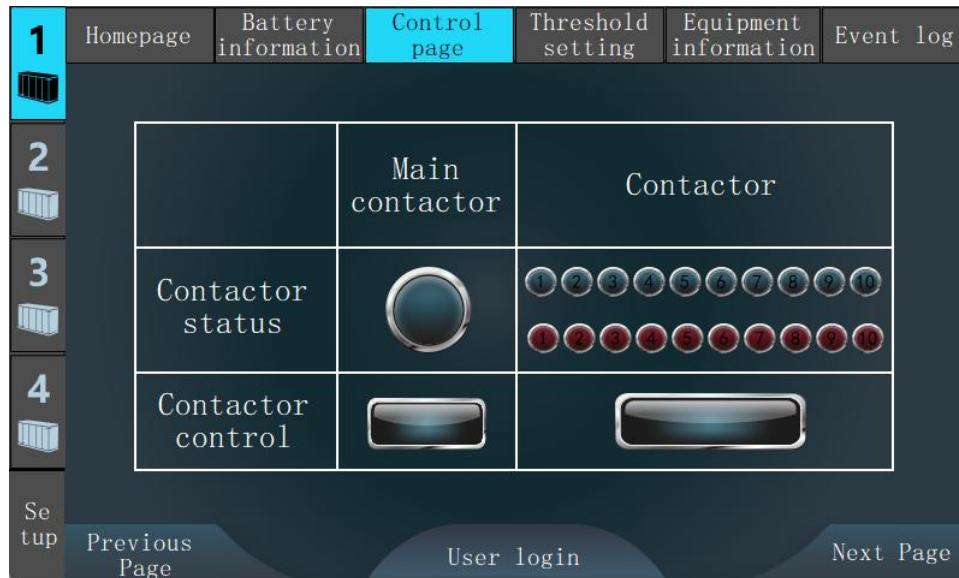 1
Homepage
Battery
information
Control
page
Threshold
setting
Equipment
information
Event log
2
Main
contactor
Contactor
3
Contactor
status
1 2 3 4 5 6 7 8 9 10
1 2 3 4 5 6 7 8 9 10
4
Contactor
control
Se
tup
Previous
Page
User login
Next Page